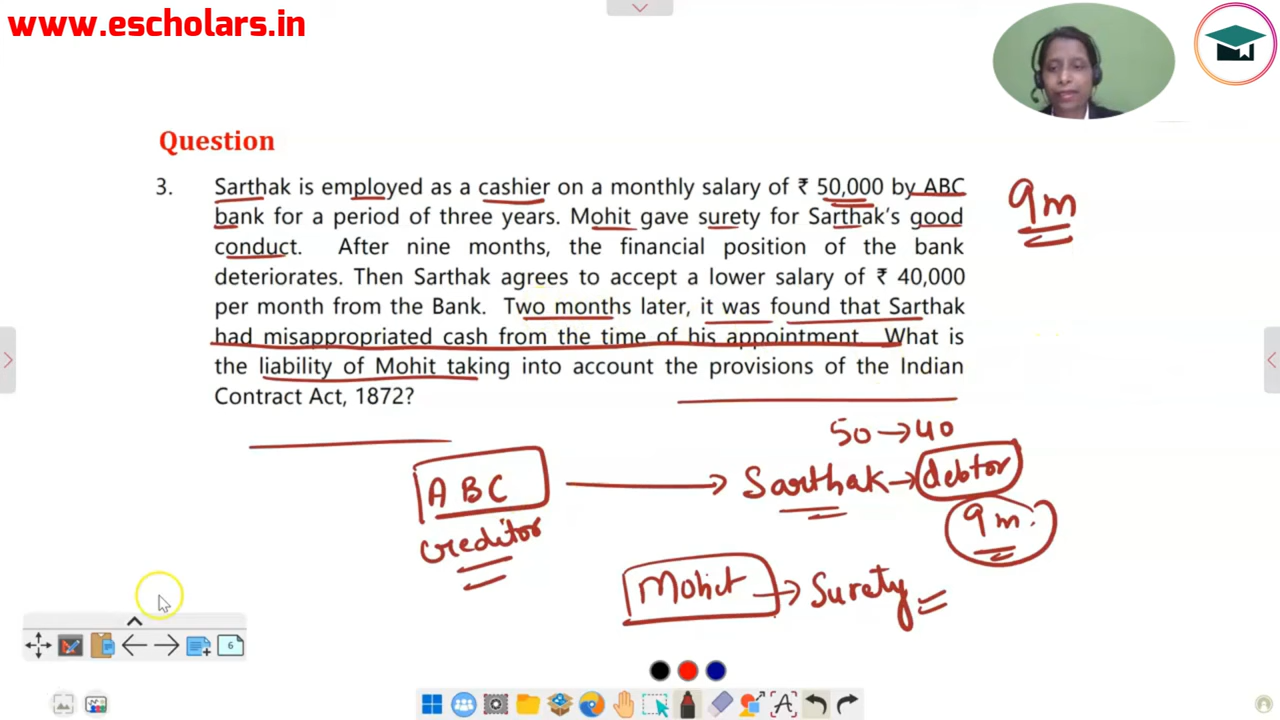 www.escholars.in
Question
3. Sarthak is employed as a cashier on a monthly salary of ₹ 50,000 by ABC
bank for a period of three years. Mohit gave surety for Sarthak's good
conduct. After nine months, the financial position of the bank
deteriorates. Then Sarthak agrees to accept a lower salary of ₹ 40,000
per month from the Bank. Two months later, it was found that Sarthak
had misappropriated cash from the time of his appointment. What is
the liability of Mohit taking into account the provisions of the Indian
Contract Act, 1872?
9m
50 → 40
ABC → Sarthak → debtor
creditor
9 m.
Mohit → Surety
6